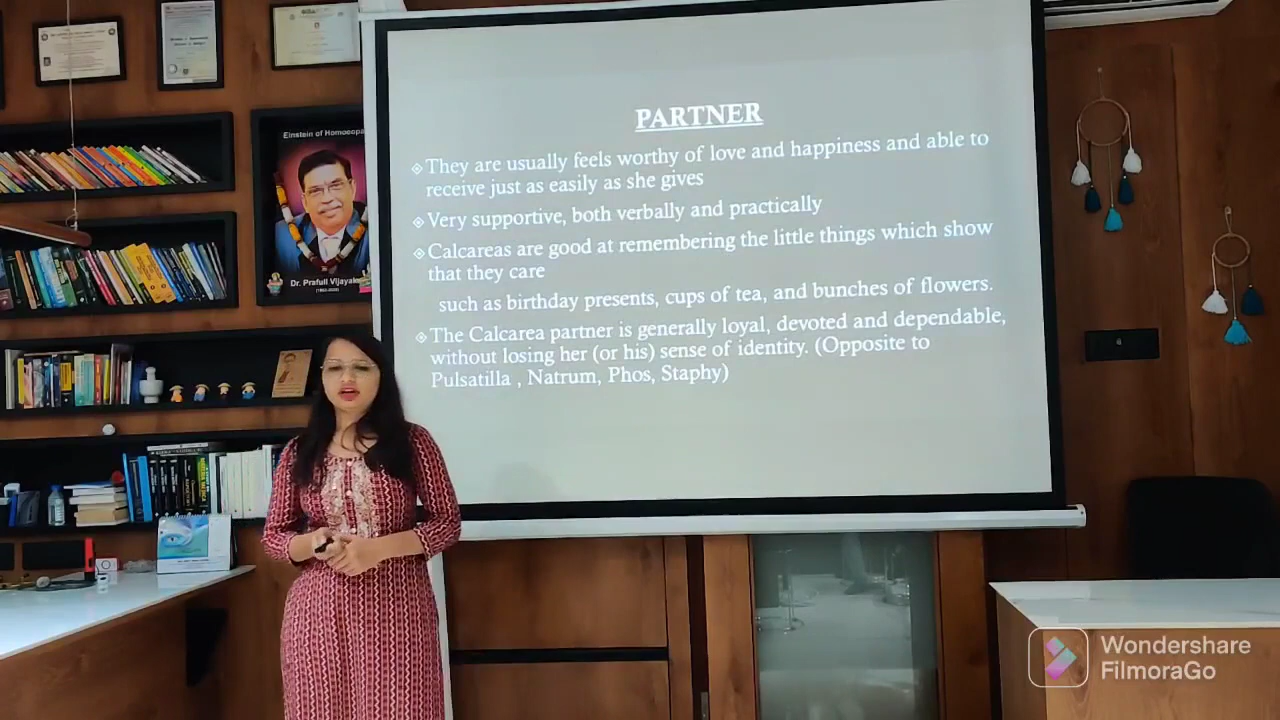 PARTNER
❖They are usually feels worthy of love and happiness and able to
receive just as easily as she gives
❖Very supportive, both verbally and practically
❖Calcareas are good at remembering the little things which show
that they care
such as birthday presents, cups of tea, and bunches of flowers.
❖The Calcarea partner is generally loyal, devoted and dependable,
without losing her (or his) sense of identity. (Opposite to
Pulsatilla , Natrum, Phos, Staphy)
Einstein of Homoeopa
Dr. Prafull Vijayak
Wondershare
FilmoraGo